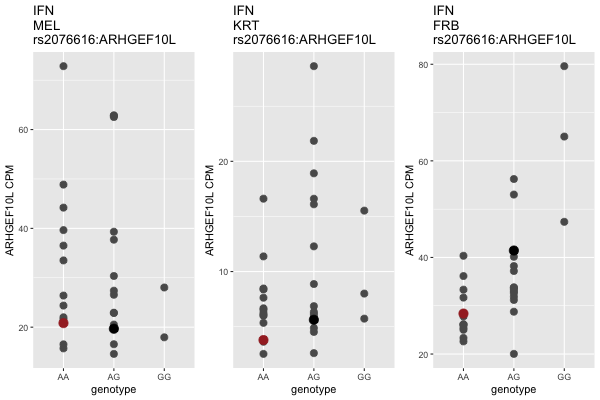 IFN
MEL
rs2076616:ARHGEF10L
ARHGEF10L CPM
60
40
20
AA
AG
GG
genotype
IFN
KRT
rs2076616:ARHGEF10L
ARHGEF10L CPM
20
10
AA
AG
GG
genotype
IFN
FRB
rs2076616:ARHGEF10L
ARHGEF10L CPM
80
60
40
20
AA
AG
GG
genotype